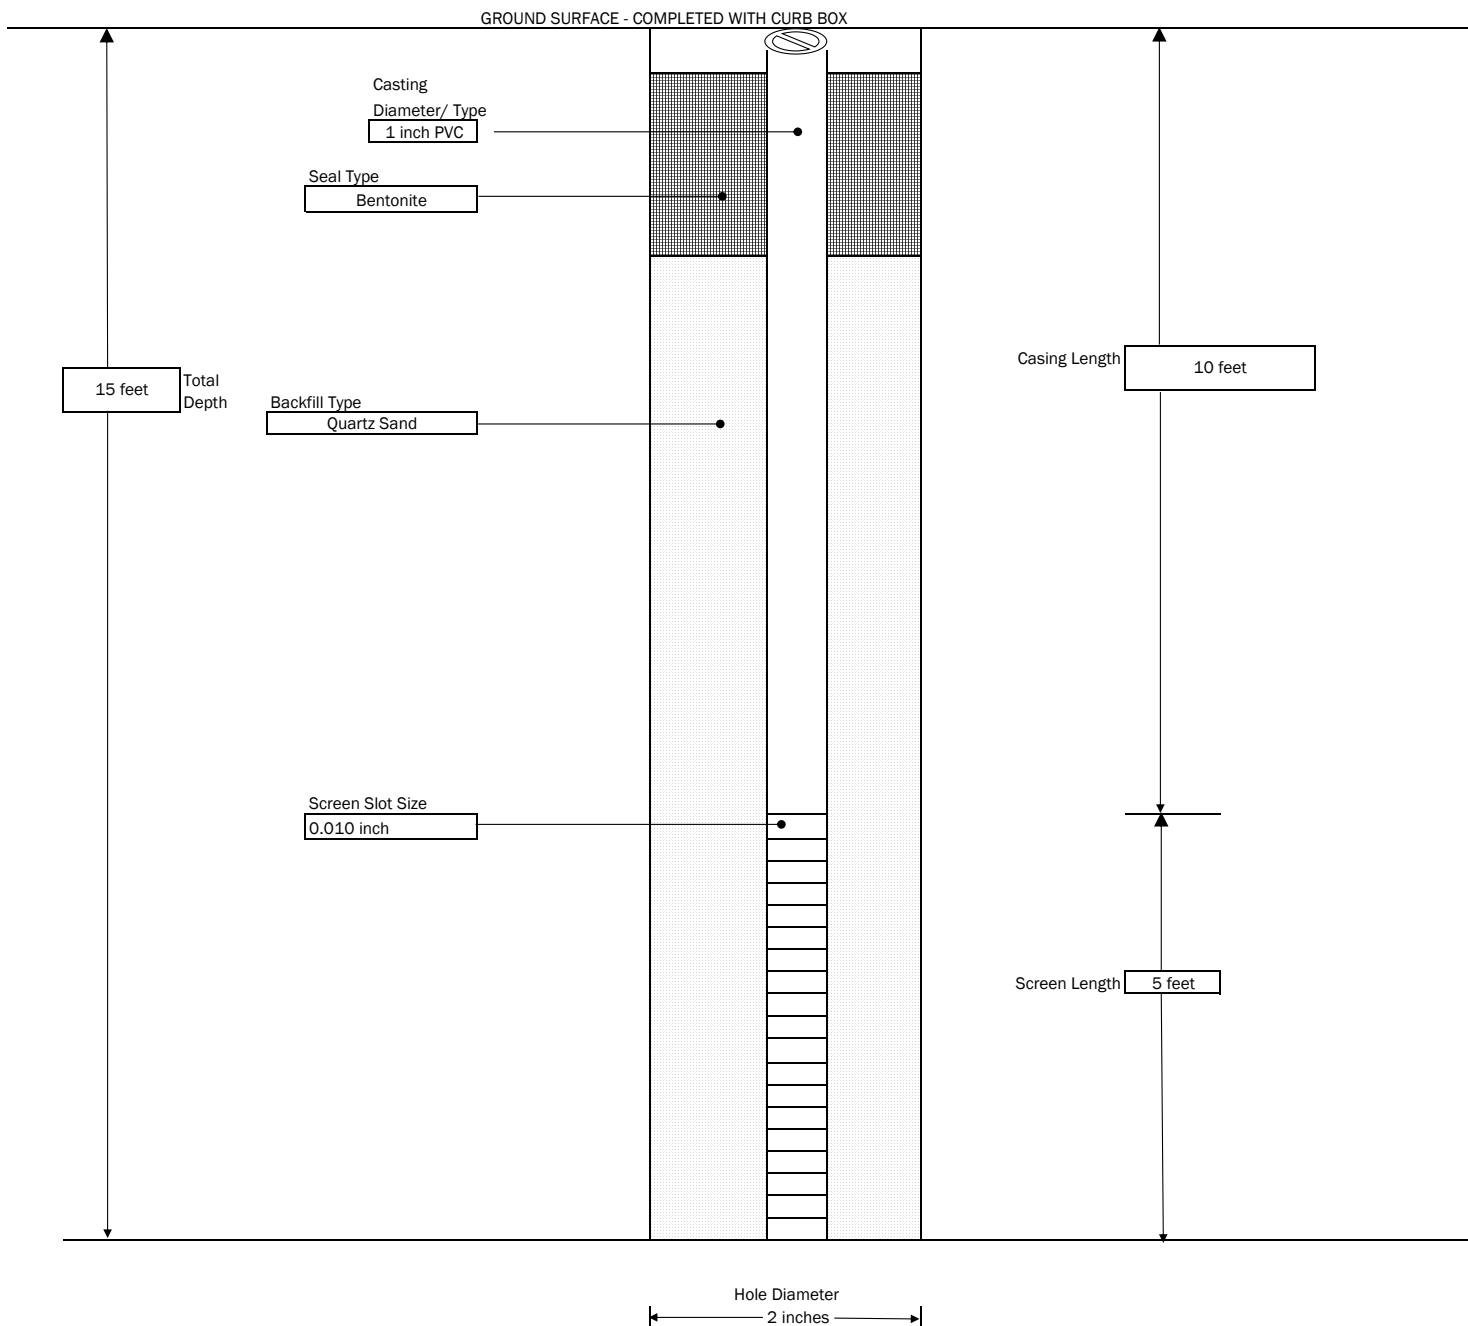 GROUND SURFACE - COMPLETED WITH CURB BOX
Casting
Diameter/ Type
1 inch PVC
Seal Type
Bentonite
15 feet
Total
Depth
Backfill Type
Quartz Sand
Casing Length
10 feet
Screen Slot Size
0.010 inch
Screen Length
5 feet
Hole Diameter
2 inches